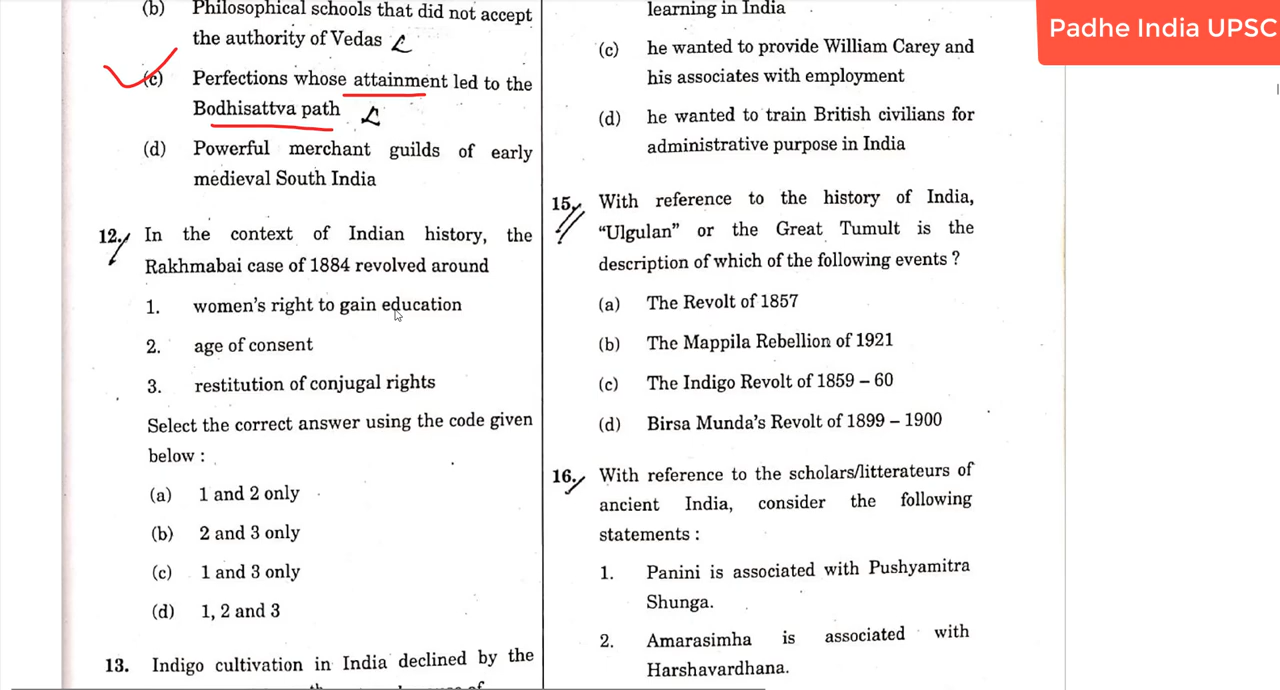 (b) Philosophical schools that did not accept
the authority of Vedas
(c) Perfections whose attainment led to the
Bodhisattva path
(d) Powerful merchant guilds of early
medieval South India
12. In the context of Indian history, the
Rakhmabai case of 1884 revolved around
1. women's right to gain education
2. age of consent
3. restitution of conjugal rights
Select the correct answer using the code given
below :
(a) 1 and 2 only
(b) 2 and 3 only
(c) 1 and 3 only
(d) 1, 2 and 3
13. Indigo cultivation in India declined by the
learning in India
(c) he wanted to provide William Carey and
his associates with employment
(d) he wanted to train British civilians for
administrative purpose in India
15. With reference to the history of India,
"Ulgulan" or the Great Tumult is the
description of which of the following events ?
(a) The Revolt of 1857
(b) The Mappila Rebellion of 1921
(c) The Indigo Revolt of 1859 – 60
(d) Birsa Munda's Revolt of 1899 – 1900
16. With reference to the scholars/litterateurs of
ancient India, consider the following
statements :
1. Panini is associated with Pushyamitra
Shunga.
2. Amarasimha is associated with
Harshavardhana.
Padhe India UPSC